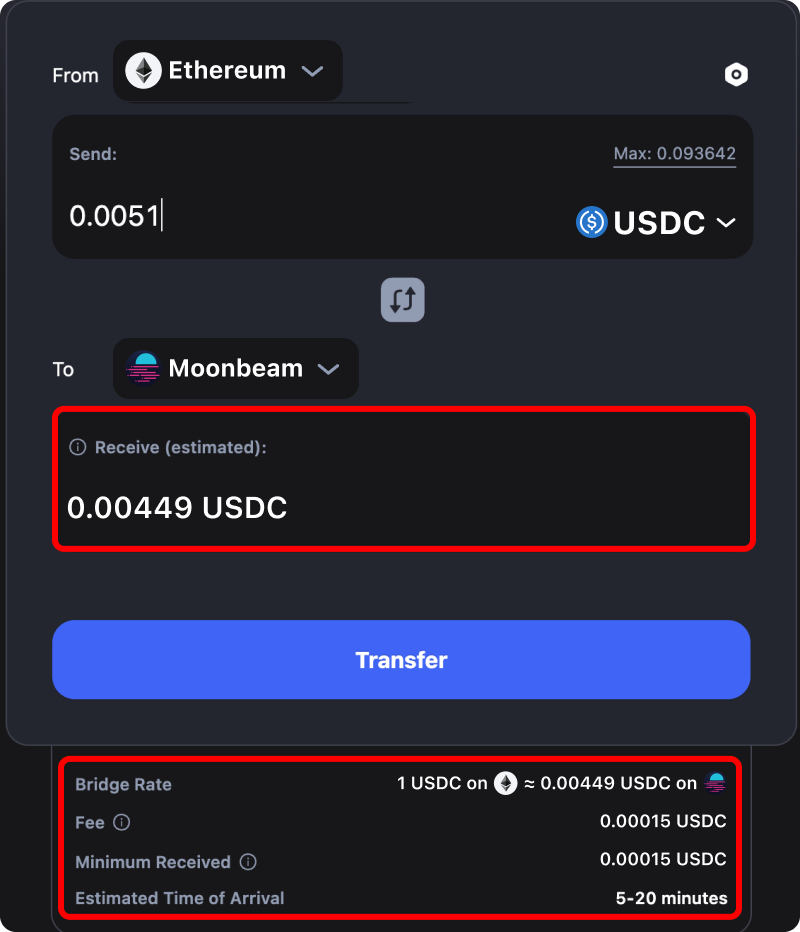 From Ethereum
Send: Max: 0.093642
0.0051 USDC
To Moonbeam
Receive (estimated):
0.00449 USDC
Transfer
Bridge Rate 1 USDC on ≈ 0.00449 USDC on
Fee 0.00015 USDC
Minimum Received 0.00015 USDC
Estimated Time of Arrival 5-20 minutes